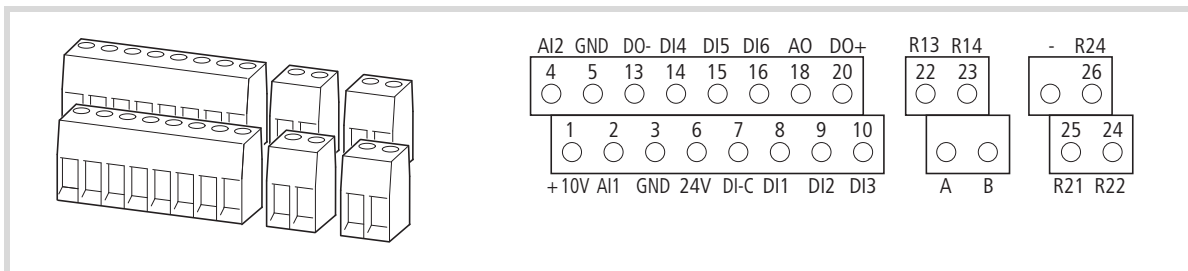 AI2 GND DO- DI4 DI5 DI6 AO DO+ R13 R14 - R24
4 5 13 14 15 16 18 20 22 23 26
1 2 3 6 7 8 9 10 25 24
+10V AI1 GND 24V DI-C DI1 DI2 DI3 A B R21 R22